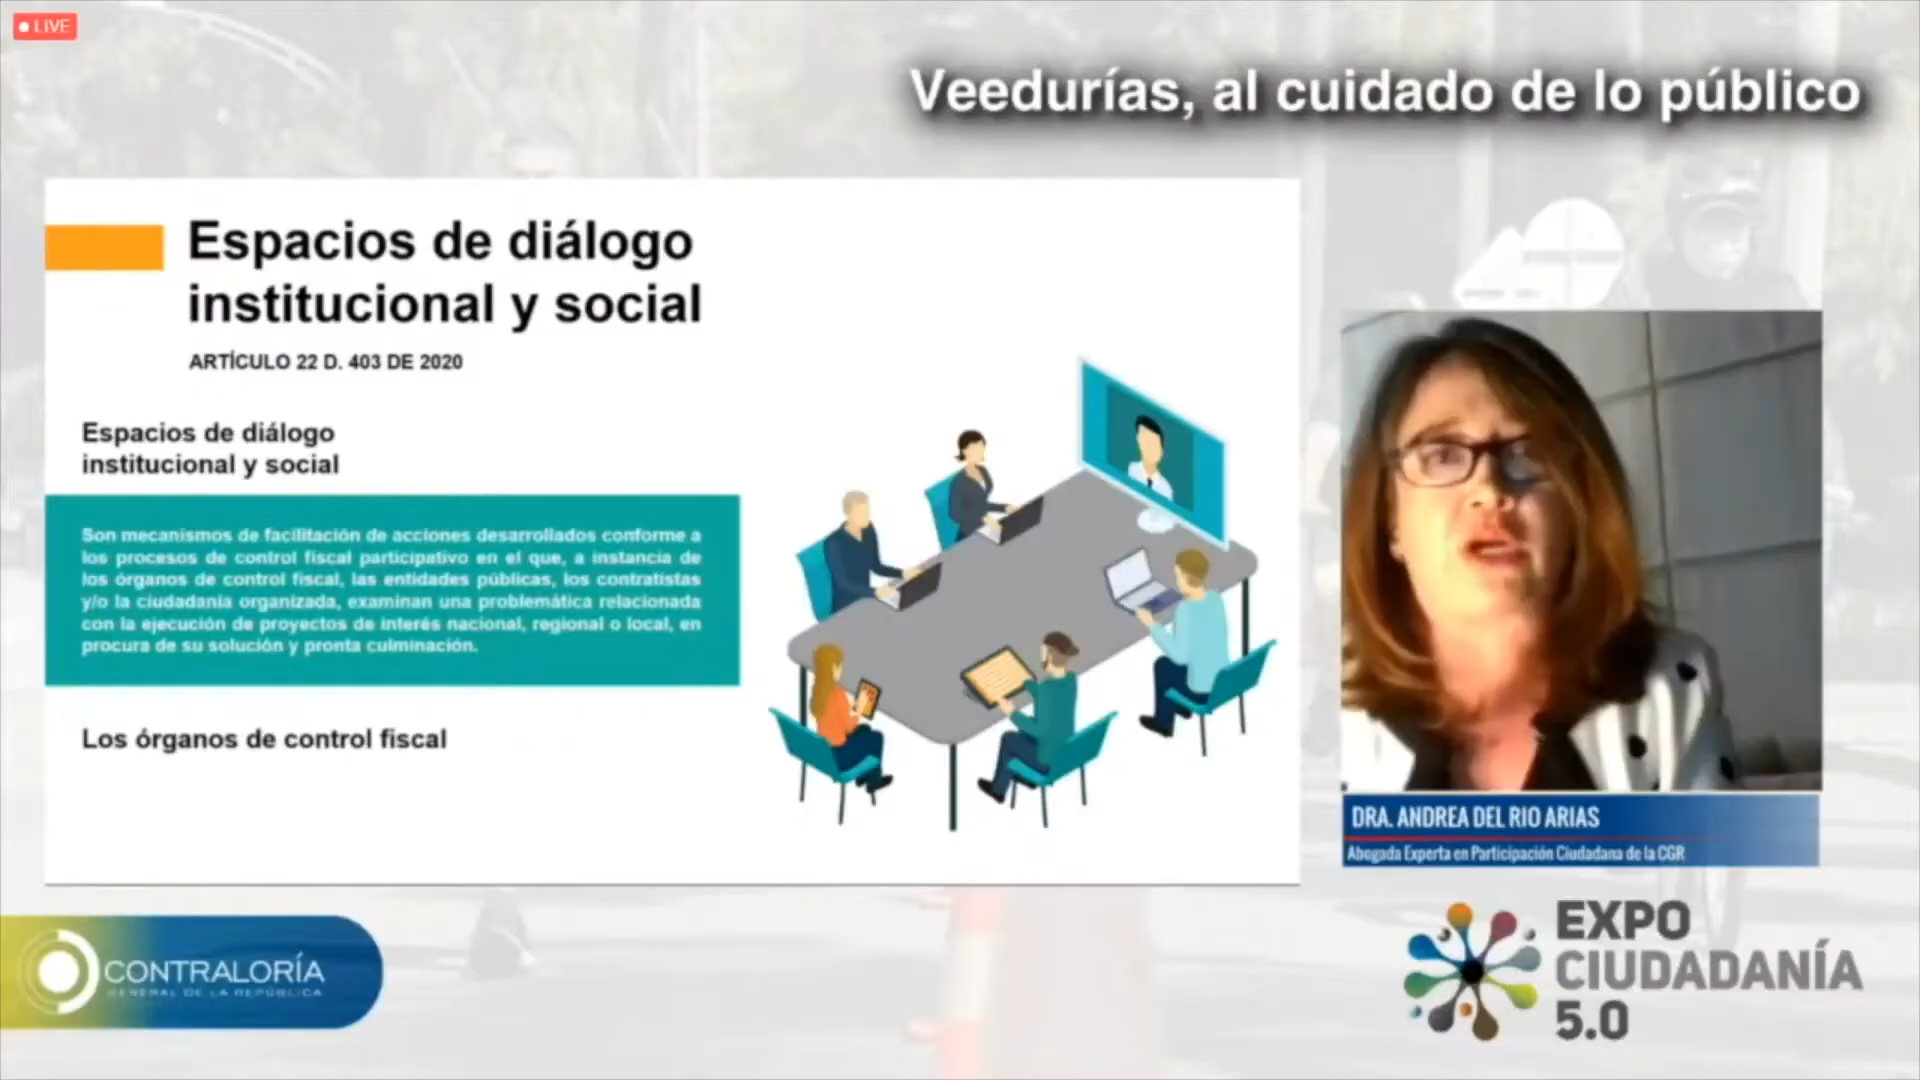 LIVE
Veedurías, al cuidado de lo público
Espacios de diálogo
institucional y social
ARTÍCULO 22 D. 403 DE 2020
Espacios de diálogo
institucional y social
Son mecanismos de facilitación de acciones desarrollados conforme a
los procesos de control fiscal participativo en el que, a instancia de
los órganos de control fiscal, las entidades públicas, los contratistas
y/o la ciudadanía organizada, examinan una problemática relacionada
con la ejecución de proyectos de interés nacional, regional o local, en
procura de su solución y pronta culminación.
Los órganos de control fiscal
DRA. ANDREA DEL RIO ARIAS
Abogada Experta en Participación Ciudadana de la CGR
CONTRALORÍA
GENERAL DE LA REPÚBLICA
EXPO
CIUDADANÍA
5.0